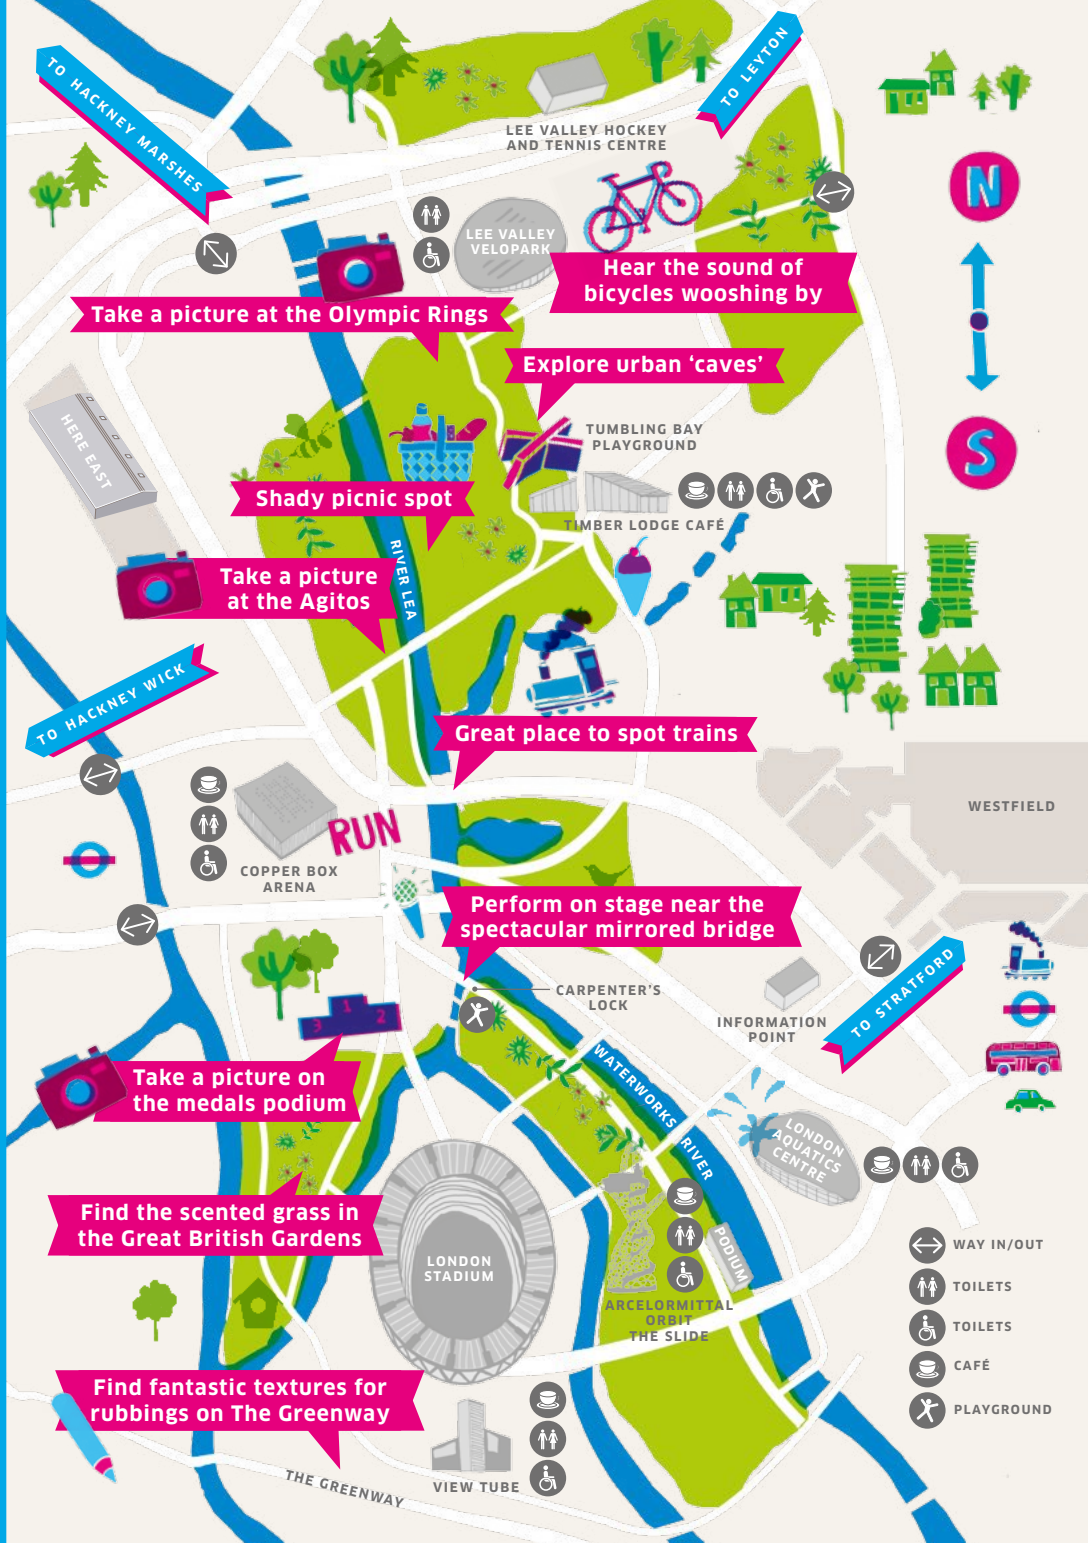 TO HACKNEY MARSHES
TO LEYTON
LEE VALLEY HOCKEY
AND TENNIS CENTRE
N
LEE VALLEY
VELOPARK
Hear the sound of
bicycles wooshing by
Take a picture at the Olympic Rings
Explore urban ‘caves’
HERE EAST
TUMBLING BAY
PLAYGROUND
S
Shady picnic spot
TIMBER LODGE CAFÉ
RIVER LEA
Take a picture
at the Agitos
TO HACKNEY WICK
Great place to spot trains
WESTFIELD
RUN
COPPER BOX
ARENA
Perform on stage near the
spectacular mirrored bridge
CARPENTER'S
LOCK
TO STRATFORD
INFORMATION
POINT
1
2
3
WATERWORKS RIVER
Take a picture on
the medals podium
LONDON
AQUATICS
CENTRE
Find the scented grass in
the Great British Gardens
LONDON
STADIUM
PODIUM
WAY IN/OUT
TOILETS
TOILETS
CAFÉ
PLAYGROUND
ARCELORMITTAL
ORBIT
THE SLIDE
Find fantastic textures for
rubbings on The Greenway
THE GREENWAY
VIEW TUBE